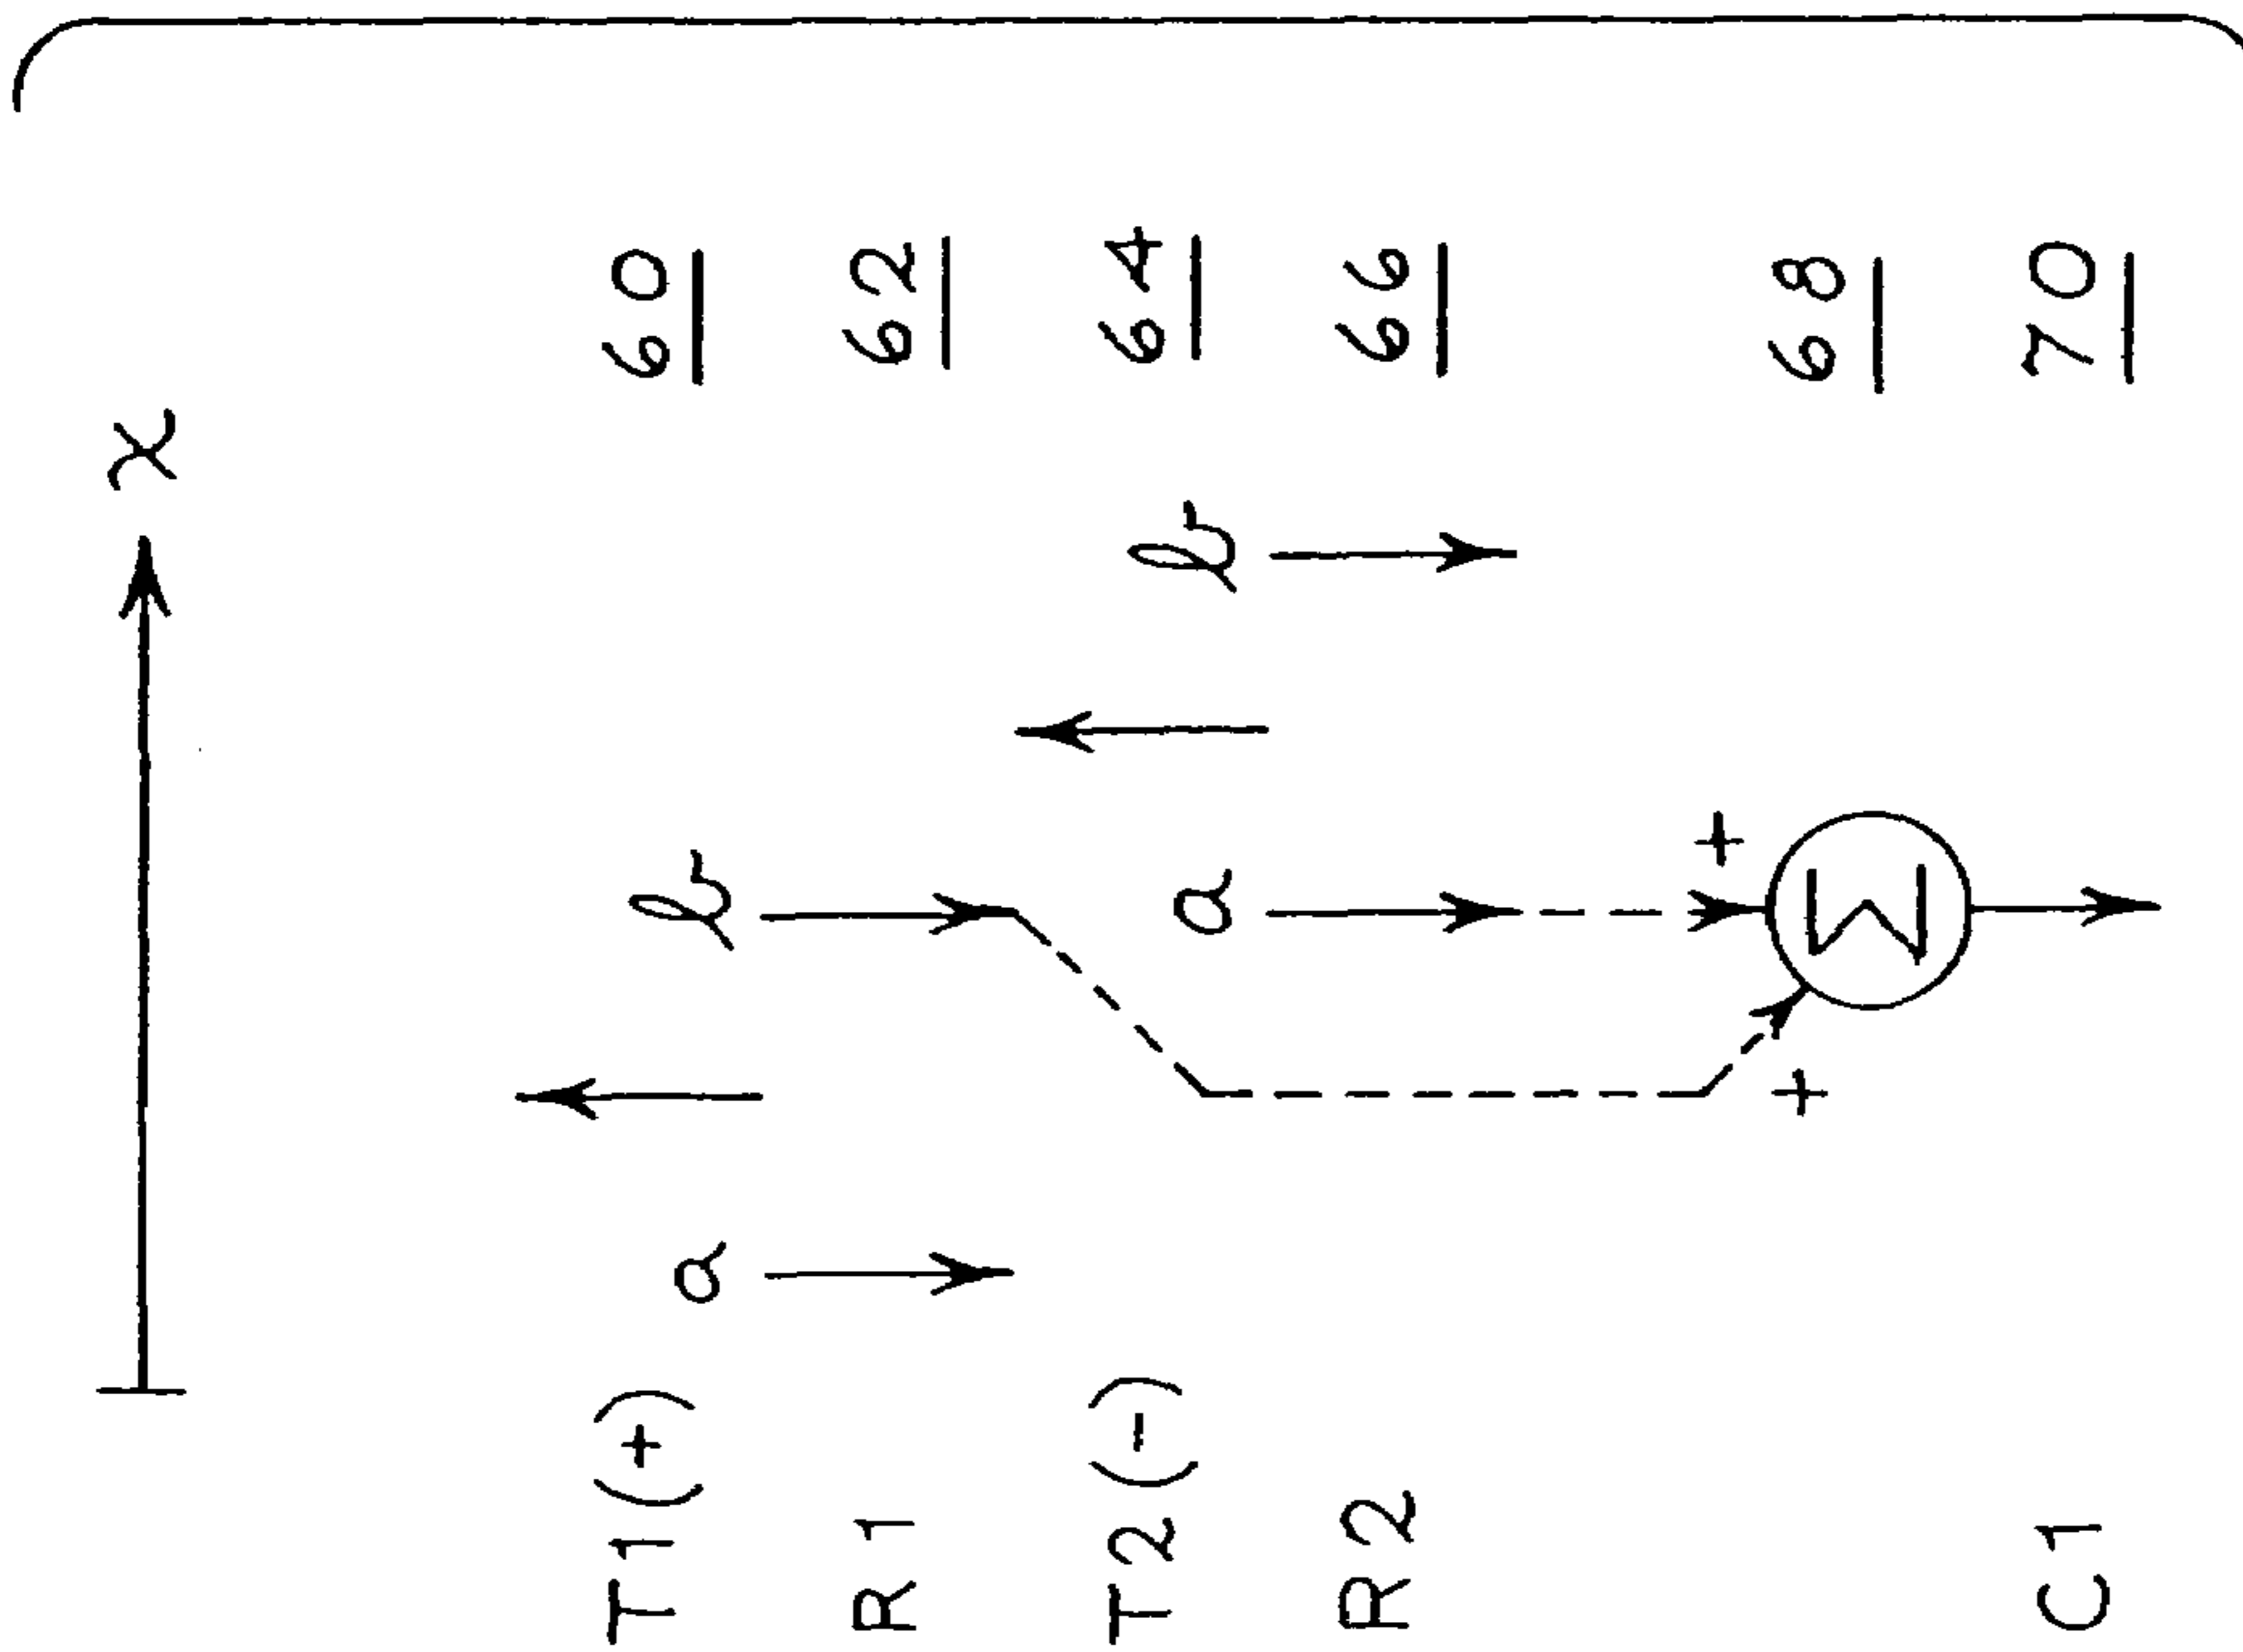 x
T1(+) a b 60
R1 62
T2(-) a b 64
R2 66
+
+ Σ 68
C1 70